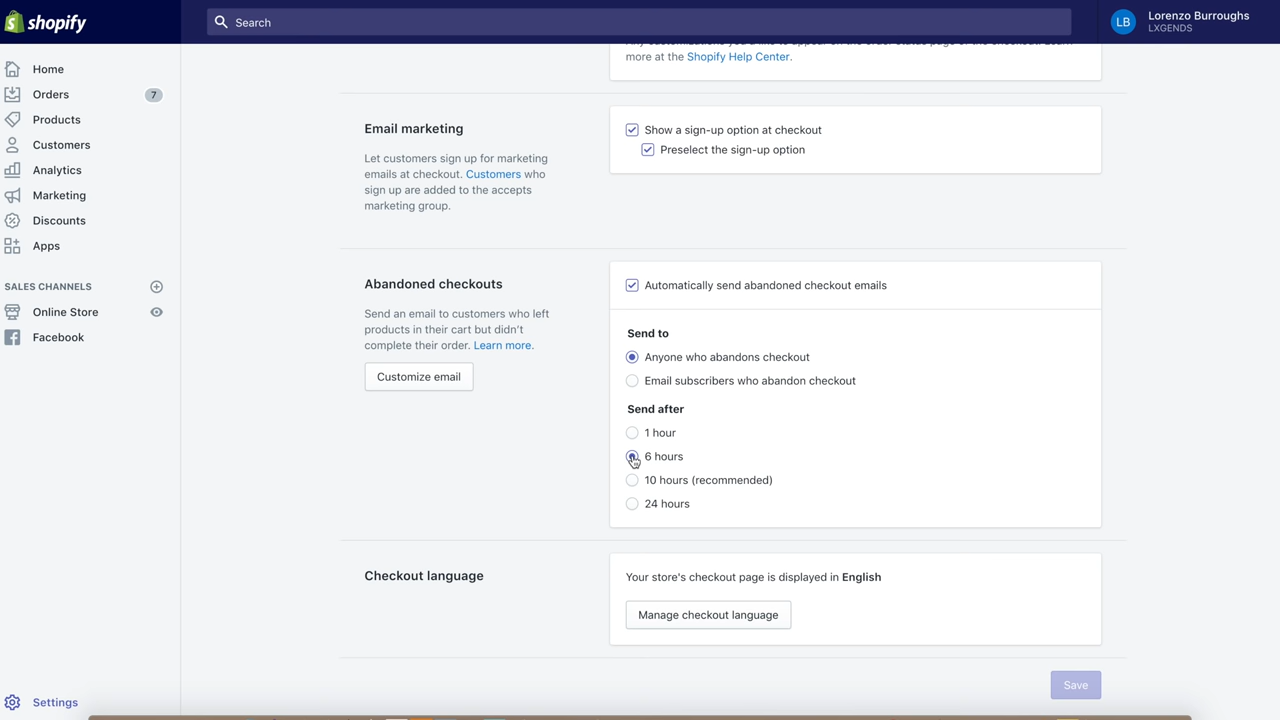 shopify
Search
LB
Lorenzo Burroughs
LXGENDS
Home
Orders
7
Products
Customers
Analytics
Marketing
Discounts
Apps
SALES CHANNELS
Online Store
Facebook
Settings
more at the Shopify Help Center.
Email marketing
Let customers sign up for marketing
emails at checkout. Customers who
sign up are added to the accepts
marketing group.
Show a sign-up option at checkout
Preselect the sign-up option
Abandoned checkouts
Send an email to customers who left
products in their cart but didn't
complete their order. Learn more.
Customize email
Automatically send abandoned checkout emails
Send to
Anyone who abandons checkout
Email subscribers who abandon checkout
Send after
1 hour
6 hours
10 hours (recommended)
24 hours
Checkout language
Your store's checkout page is displayed in English
Manage checkout language
Save